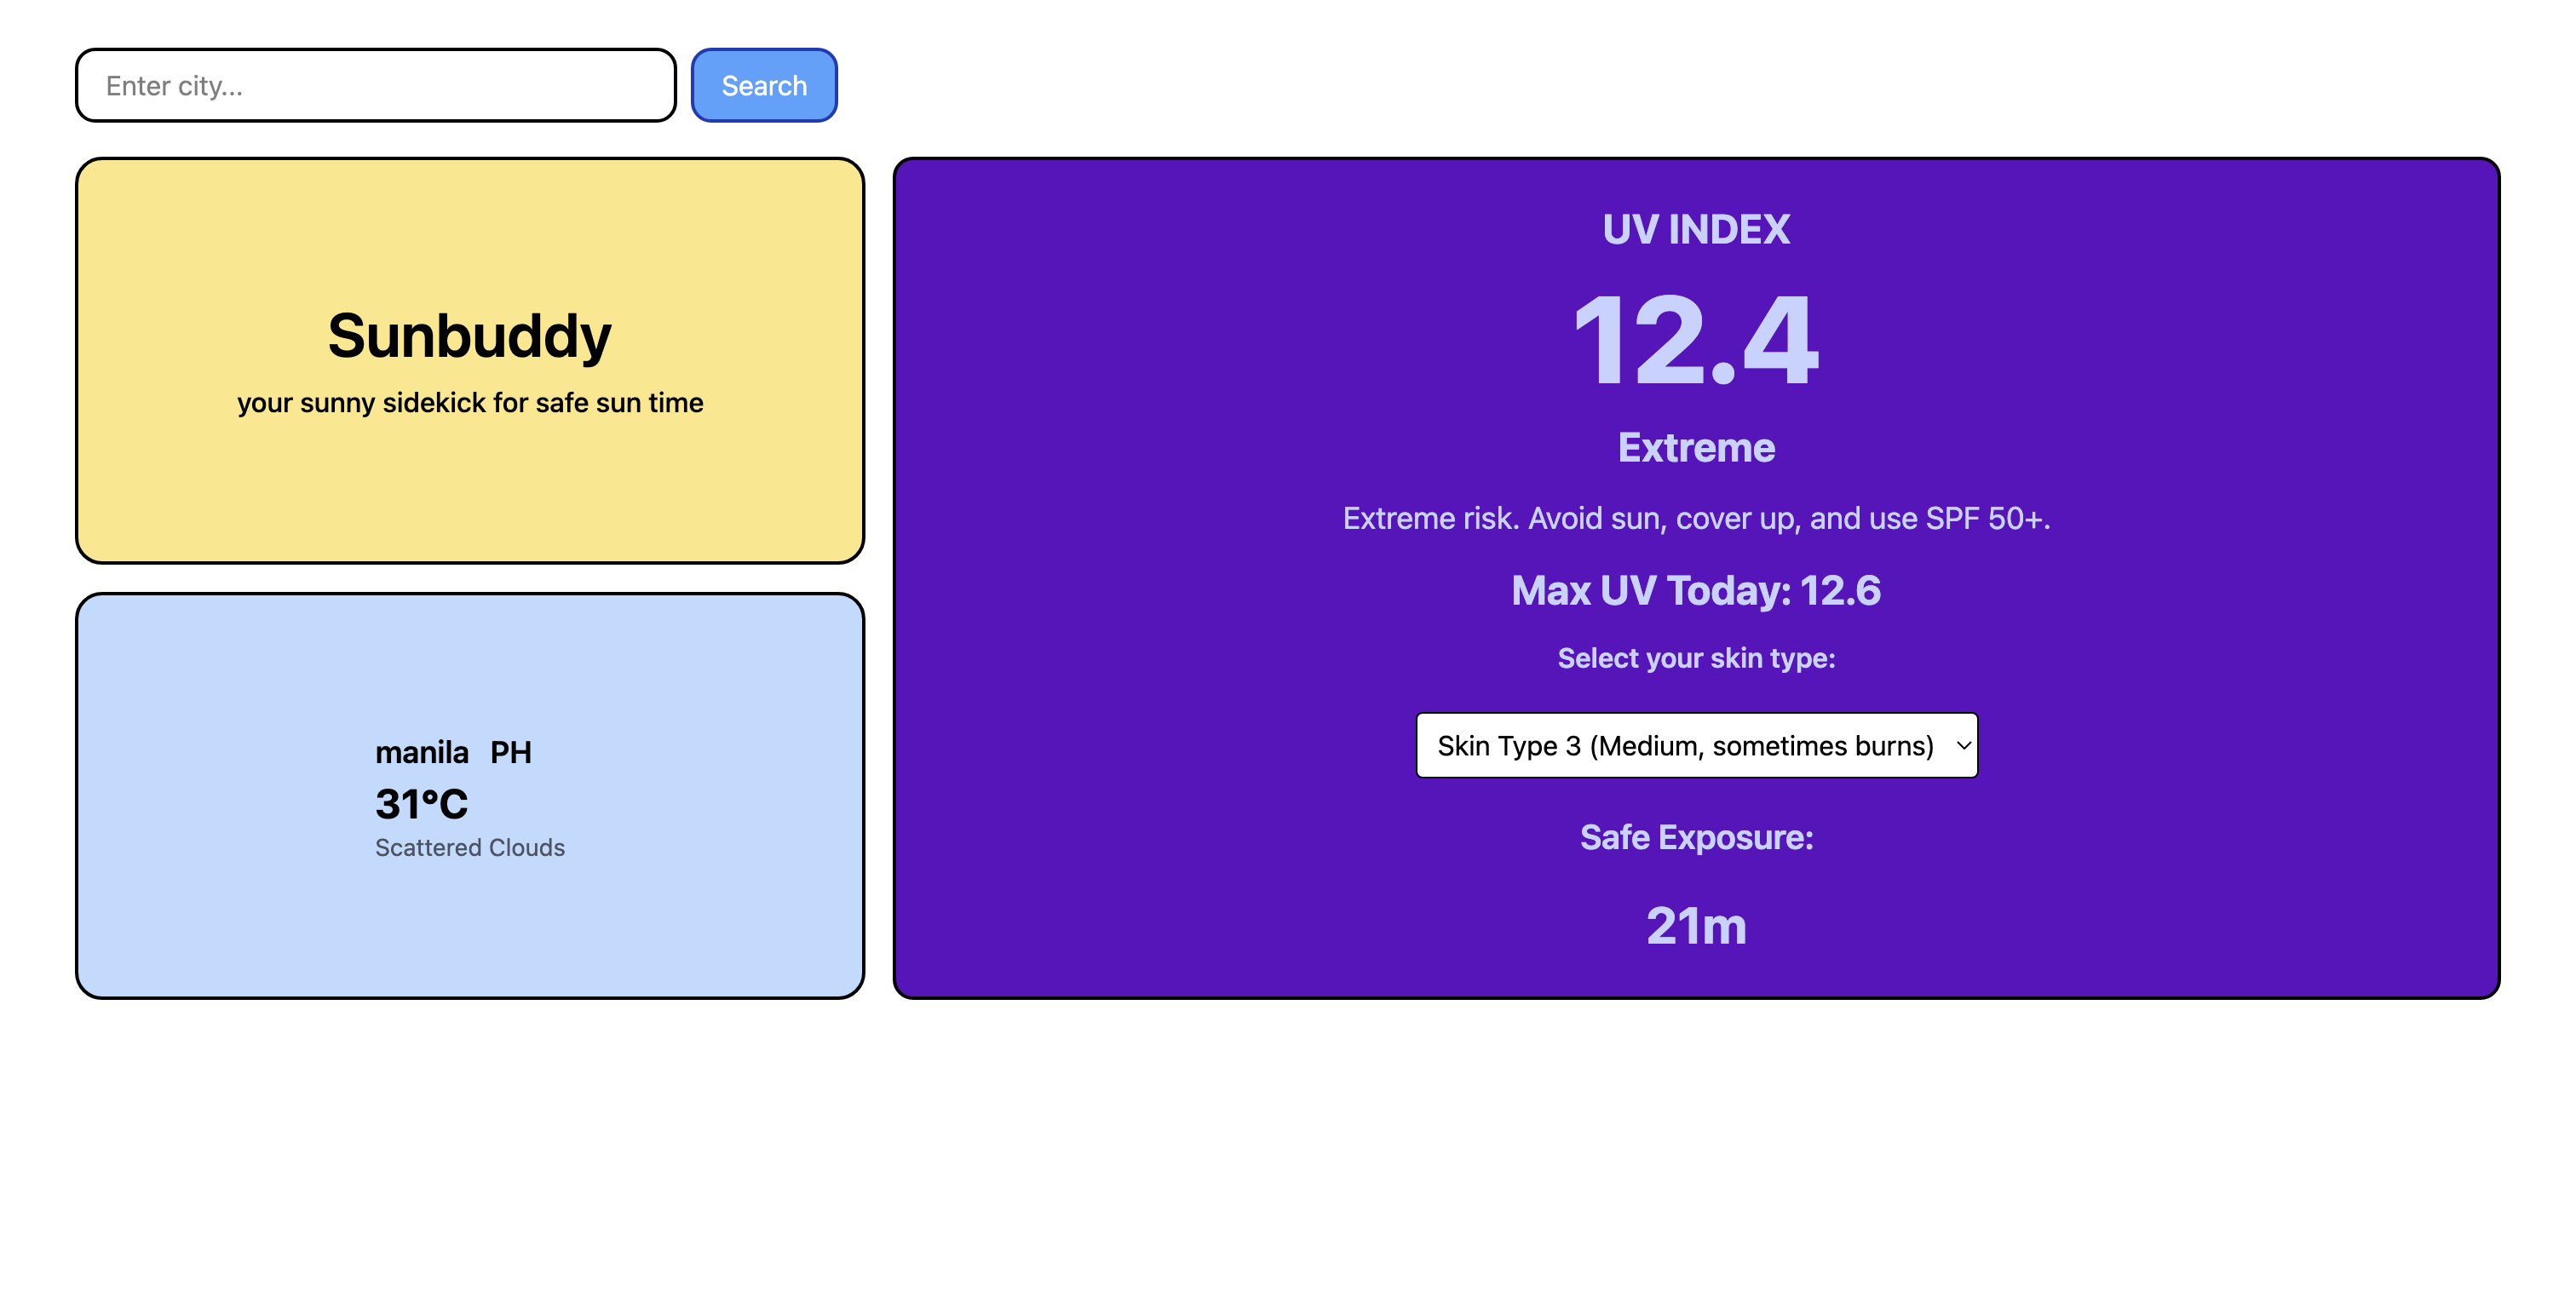 Enter city...
Search
Sunbuddy
your sunny sidekick for safe sun time
manila PH
31°C
Scattered Clouds
UV INDEX
12.4
Extreme
Extreme risk. Avoid sun, cover up, and use SPF 50+.
Max UV Today: 12.6
Select your skin type:
Skin Type 3 (Medium, sometimes burns)
Safe Exposure:
21m